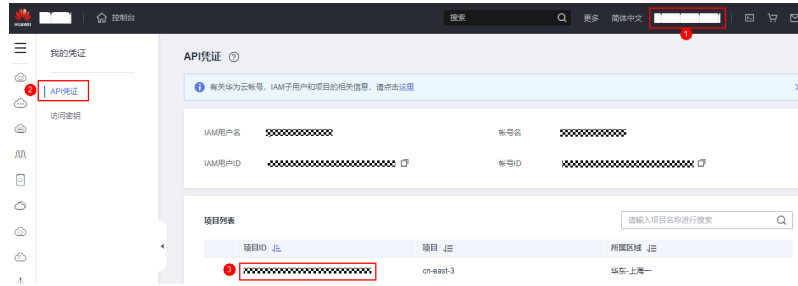 HUAWEI
控制台
搜索
更多
简体中文
1
我的凭证
2
API凭证
访问密钥
API凭证
有关华为云帐号、IAM子用户和项目的相关信息，请点击这里
IAM用户名
帐号名
IAM用户ID
帐号ID
项目列表
请输入项目名称进行搜索
项目ID
项目
所属区域
3
cn-east-3
华东-上海一